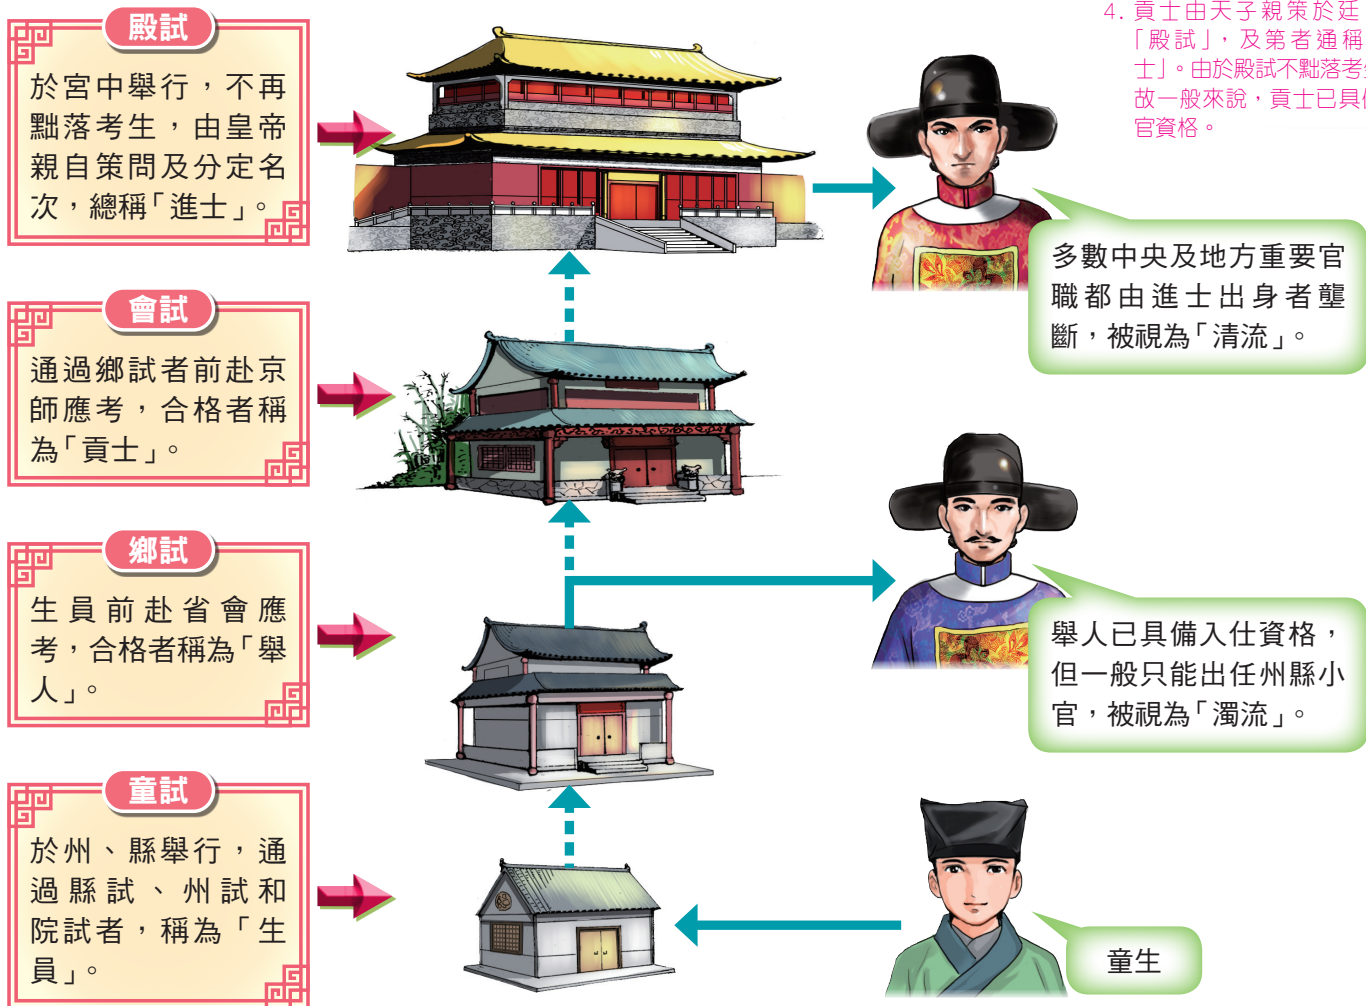 殿試
於宮中舉行，不再
黜落考生，由皇帝
親自策問及分定名
次，總稱「進士」。
4. 貢士由天子親策於廷
「殿試」，及第者通稱
士」。由於殿試不黜落考
故一般來說，貢士已具
官資格。
多數中央及地方重要官
職都由進士出身者壟
斷，被視為「清流」。
會試
通過鄉試者前赴京
師應考，合格者稱
為「貢士」。
鄉試
生員前赴省會應
考，合格者稱為「舉
人」。
舉人已具備入仕資格，
但一般只能出任州縣小
官，被視為「濁流」。
童試
於州、縣舉行，通
過縣試、州試和
院試者，稱為「生
員」。
童生